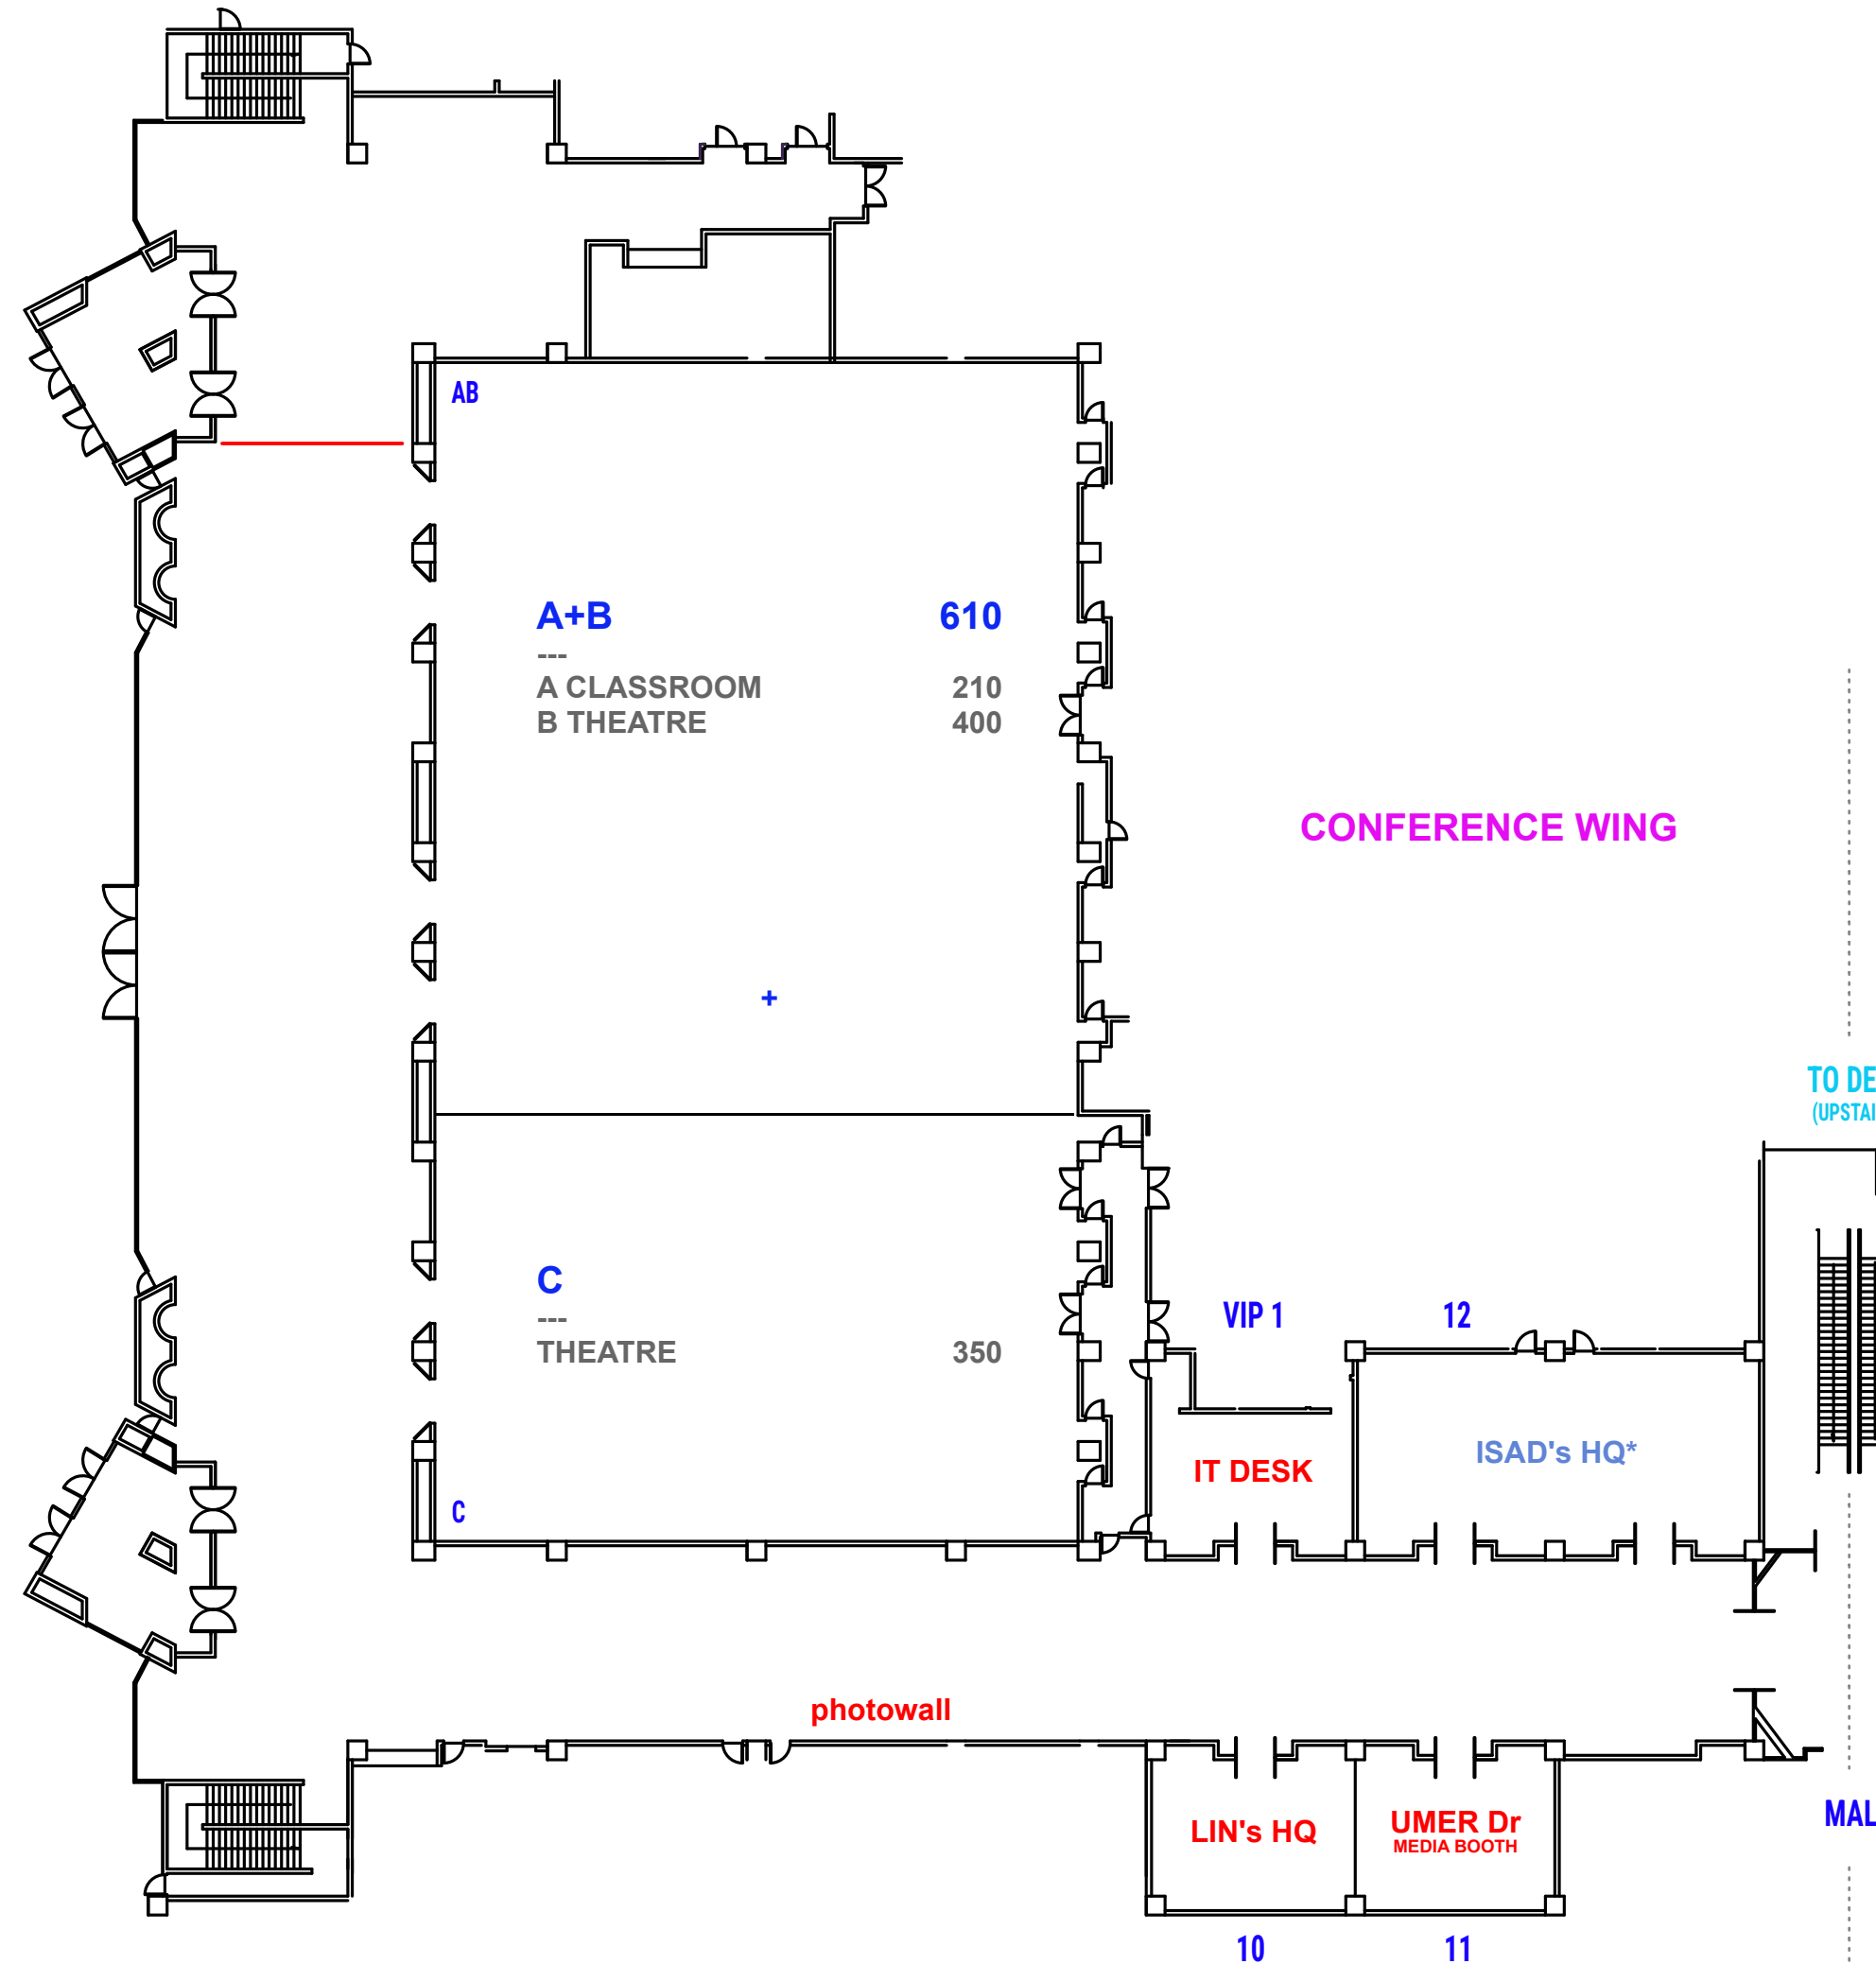 AB
A+B 610
---
A CLASSROOM 210
B THEATRE 400
CONFERENCE WING
+
TO DE
(UPSTAI
C
---
THEATRE 350
VIP 1
12
IT DESK
ISAD's HQ*
C
photowall
LIN's HQ
UMER Dr
MEDIA BOOTH
MAL
10
11